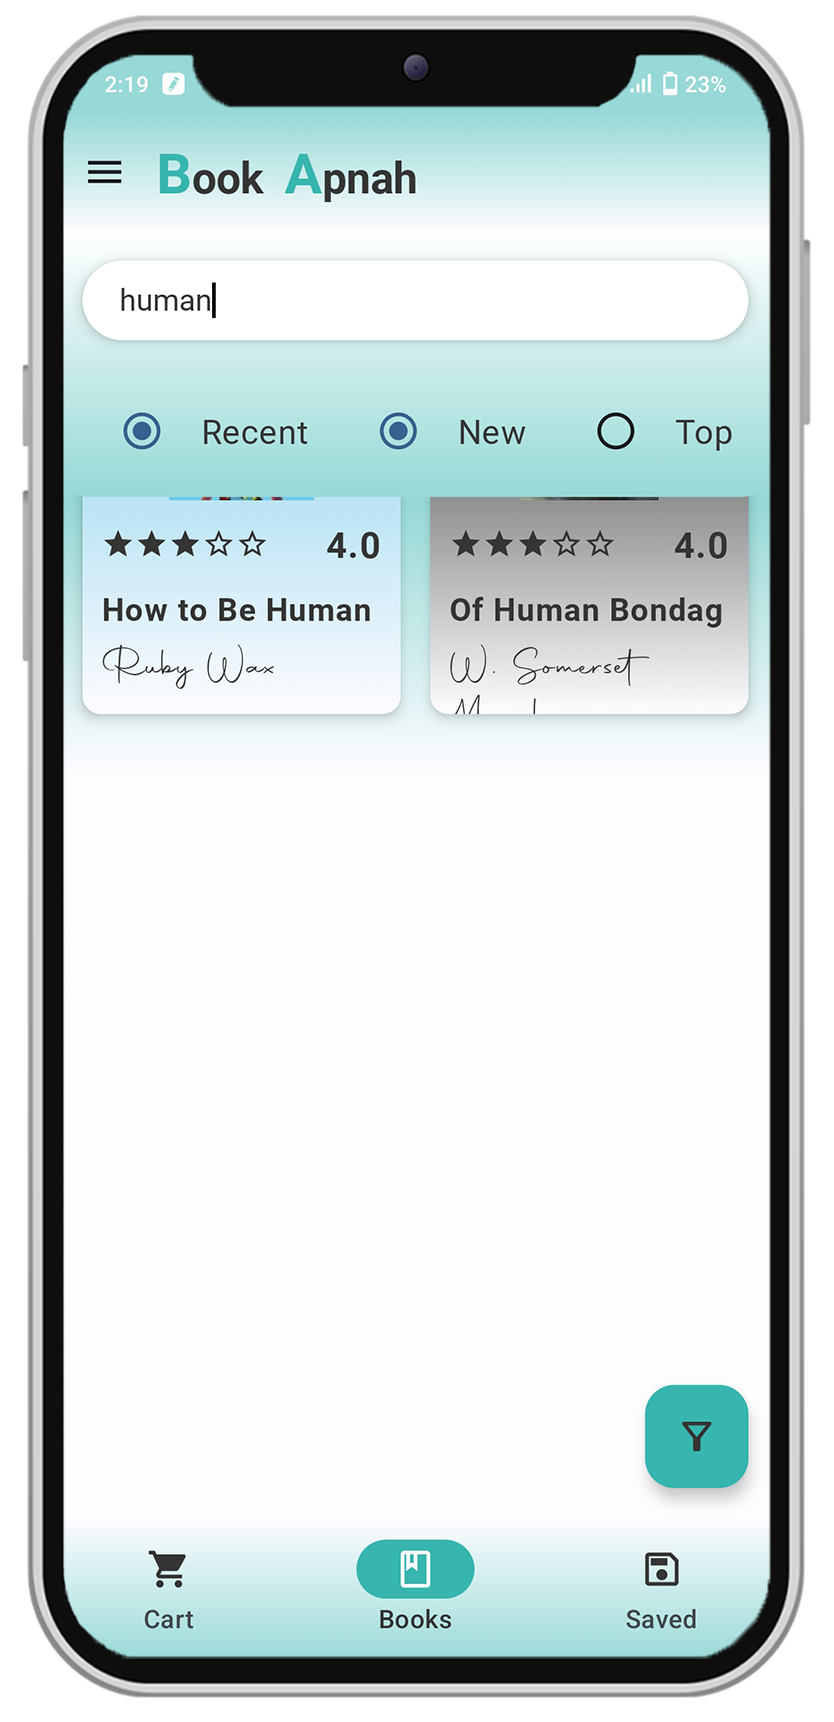 2:19 23%
Book Apnah
human
Recent New Top
4.0 4.0
How to Be Human Of Human Bondag
Ruby Wax W. Somerset
Cart Books Saved